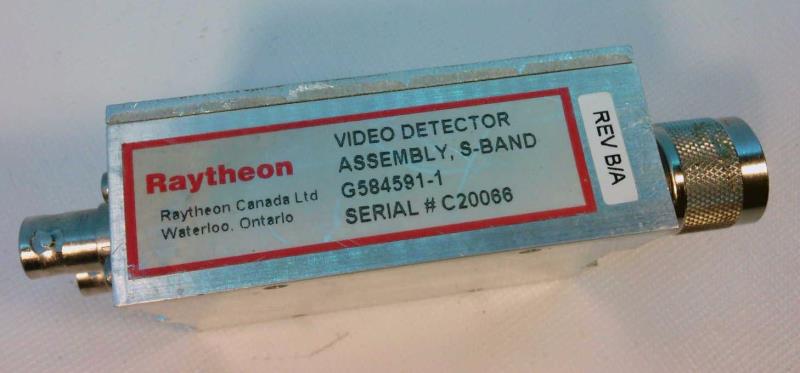 Raytheon
Raytheon Canada Ltd
Waterloo, Ontario
VIDEO DETECTOR
ASSEMBLY, S-BAND
G584591-1
SERIAL # C20066
REV B/A